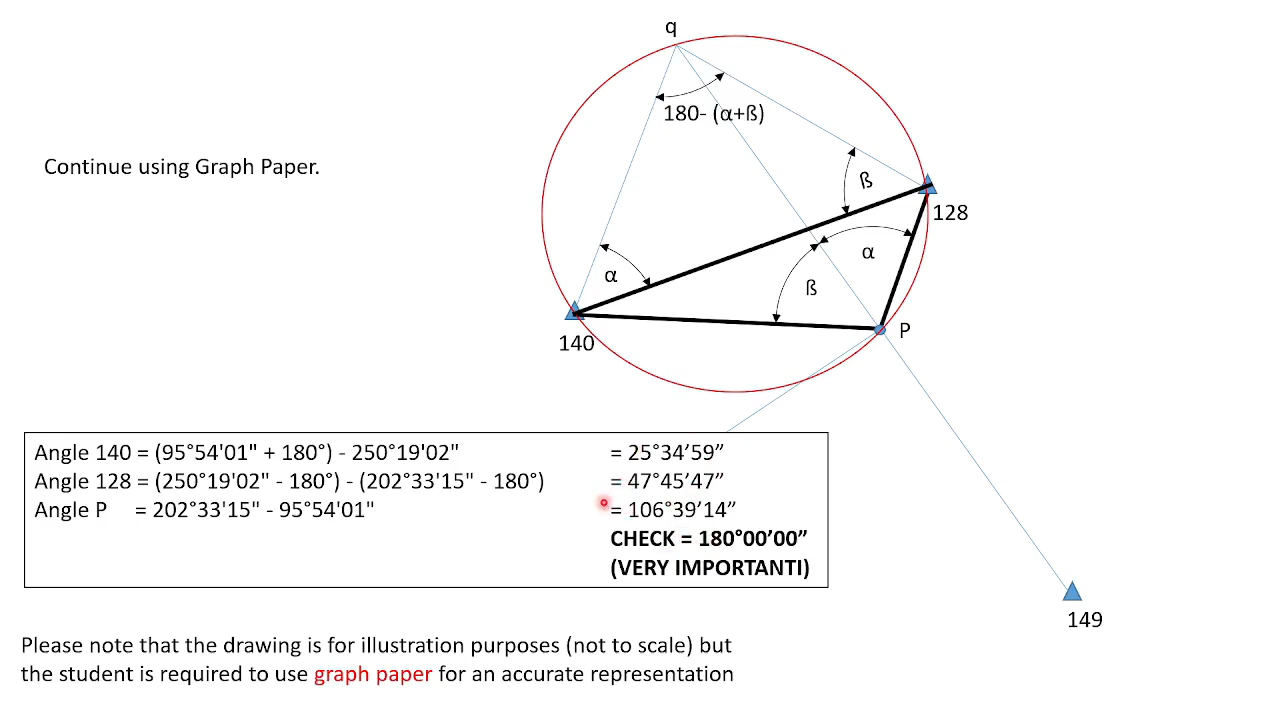 q
180- (α+ß)
Continue using Graph Paper.
ß
128
α
α
ß
P
140
Angle 140 = (95°54'01" + 180°) - 250°19'02" = 25°34’59”
Angle 128 = (250°19'02" - 180°) - (202°33'15" - 180°) = 47°45’47”
Angle P = 202°33'15" - 95°54'01" = 106°39’14”
CHECK = 180°00’00”
(VERY IMPORTANTI)
149
Please note that the drawing is for illustration purposes (not to scale) but
the student is required to use graph paper for an accurate representation